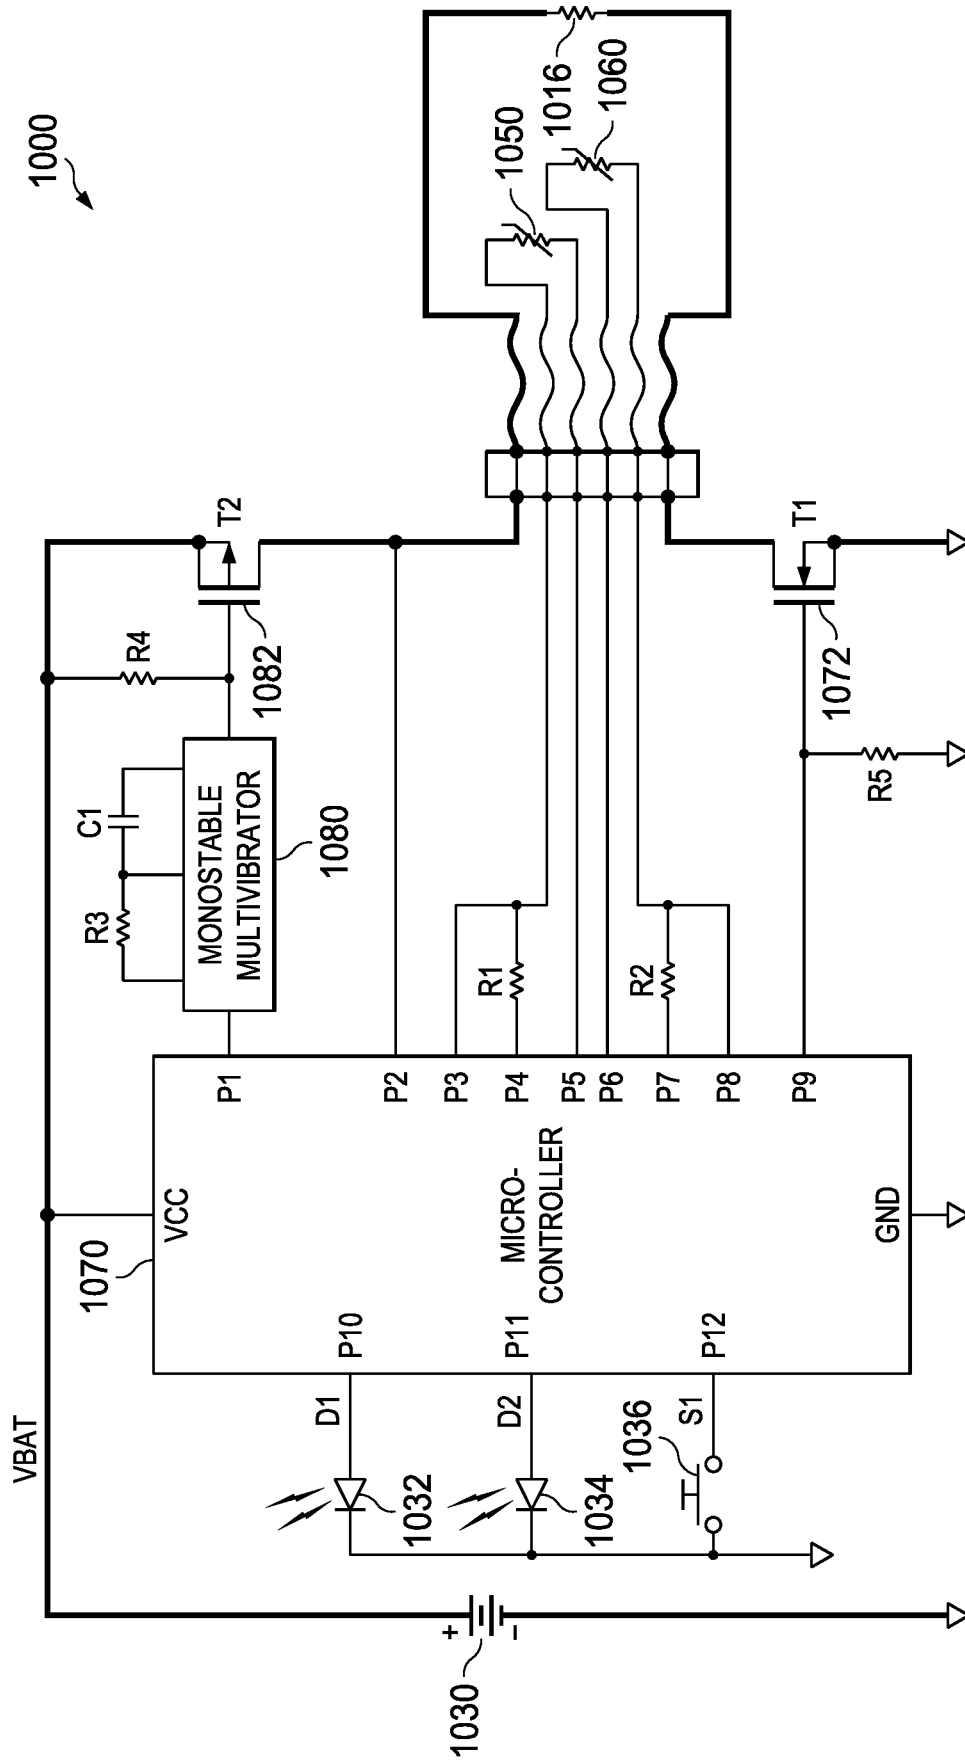 1000
VBAT
1030
+
−
1070
VCC
MICRO-
CONTROLLER
GND
P10
P11
P12
D1
D2
S1
1032
1034
1036
P1
P2
P3
P4
P5
P6
P7
P8
P9
R3
C1
MONOSTABLE
MULTIVIBRATOR
1080
R4
T2
1082
R1
R2
R5
T1
1072
1050
1016
1060